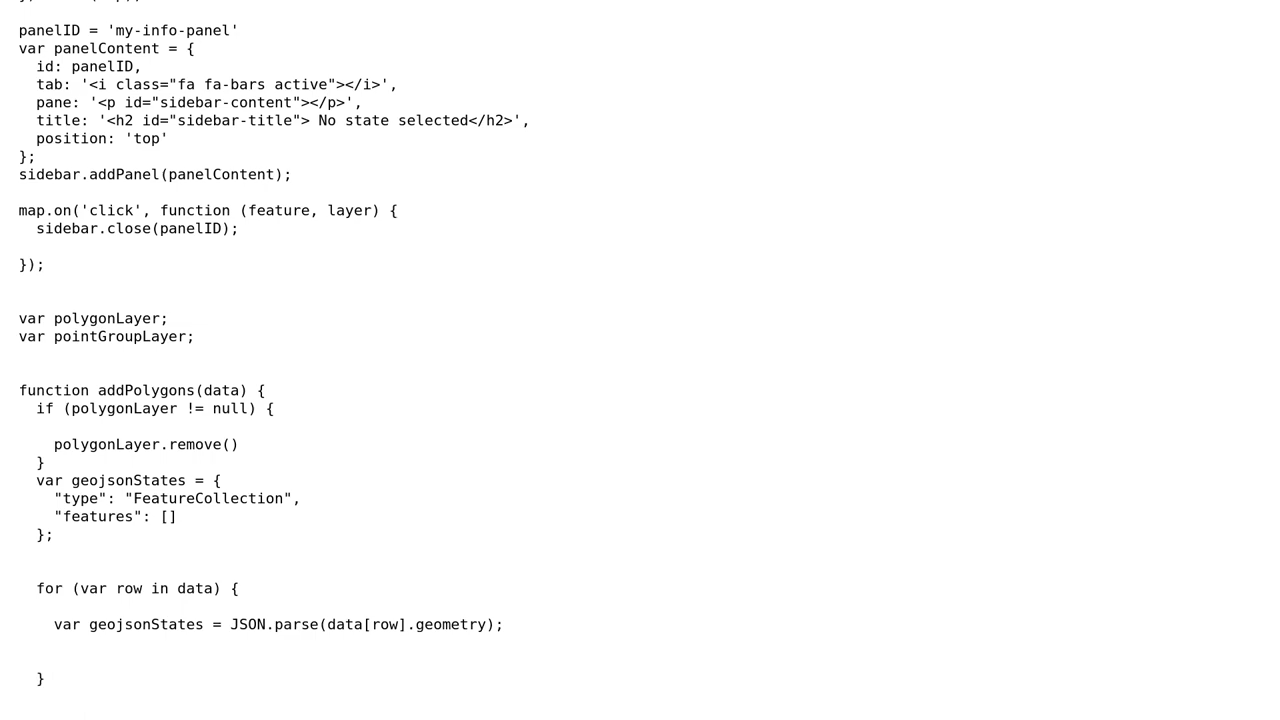 panelID = 'my-info-panel'
var panelContent = {
  id: panelID,
  tab: '<i class="fa fa-bars active"></i>',
  pane: '<p id="sidebar-content"></p>',
  title: '<h2 id="sidebar-title"> No state selected</h2>',
  position: 'top'
};
sidebar.addPanel(panelContent);

map.on('click', function (feature, layer) {
  sidebar.close(panelID);

});


var polygonLayer;
var pointGroupLayer;


function addPolygons(data) {
  if (polygonLayer != null) {

    polygonLayer.remove()
  }
  var geojsonStates = {
    "type": "FeatureCollection",
    "features": []
  };


  for (var row in data) {

    var geojsonStates = JSON.parse(data[row].geometry);


  }